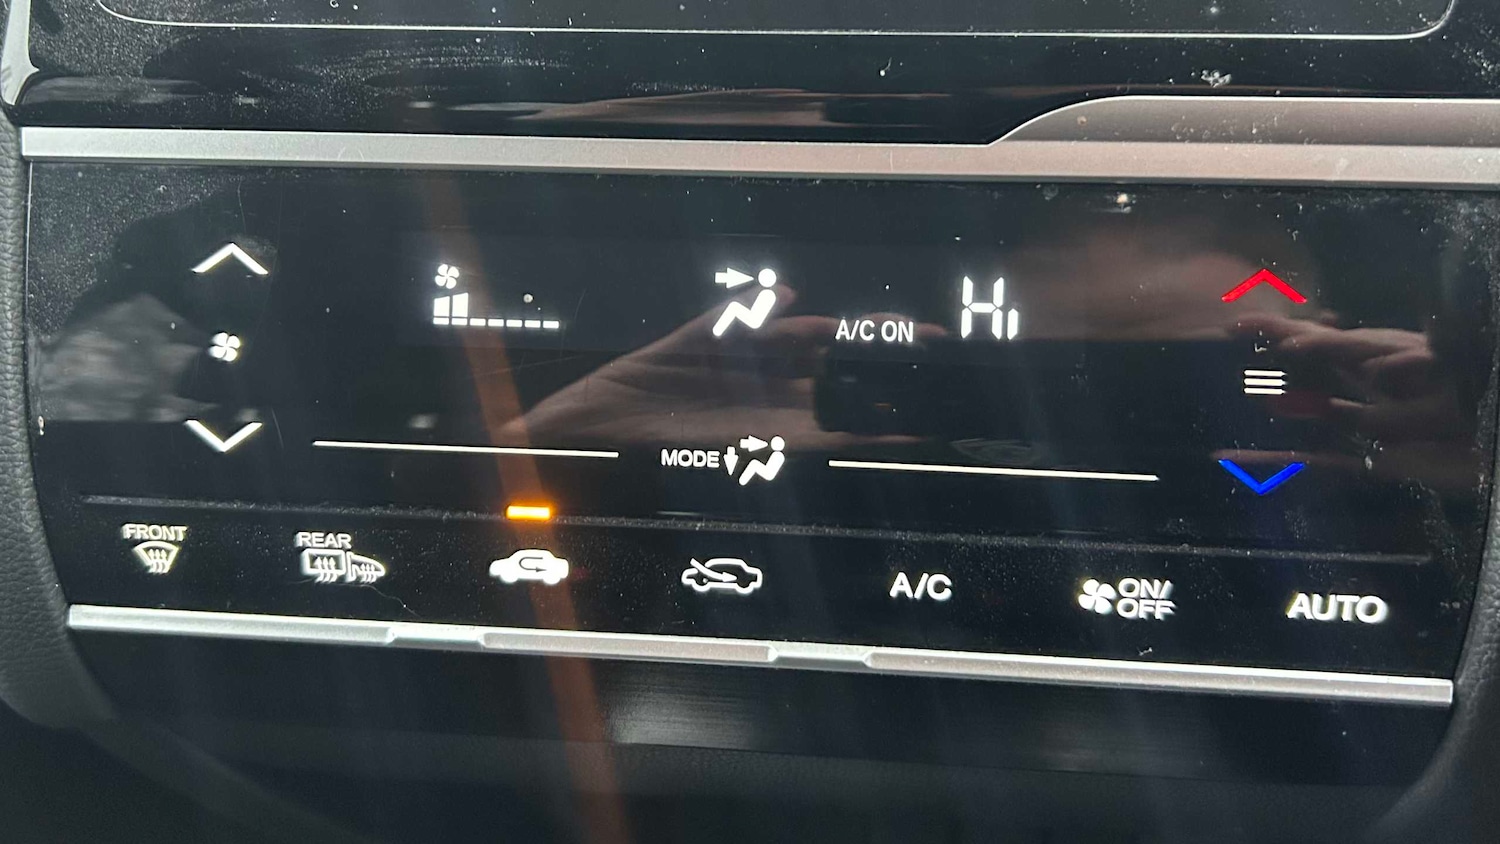 A/C ON
Hi
MODE
FRONT
REAR
A/C
ON/
OFF
AUTO